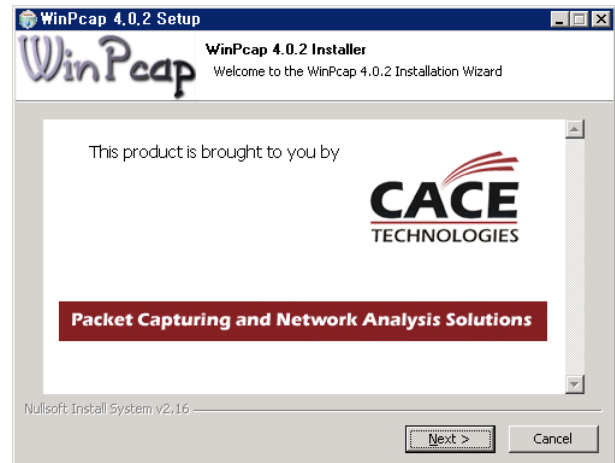 WinPcap 4.0.2 Setup
WinPcap
WinPcap 4.0.2 Installer
Welcome to the WinPcap 4.0.2 Installation Wizard
This product is brought to you by
CACE
TECHNOLOGIES
Packet Capturing and Network Analysis Solutions
Nullsoft Install System v2.16
Next >
Cancel